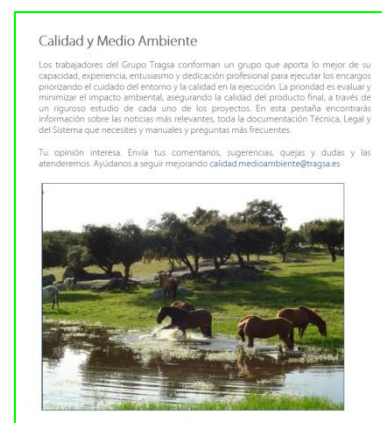 Calidad y Medio Ambiente
Los trabajadores del Grupo Tragsa conforman un grupo que aporta lo mejor de su
capacidad, experiencia, entusiasmo y dedicación profesional para ejecutar los encargos
priorizando el cuidado del entorno y la calidad en la ejecución. La prioridad es evaluar y
minimizar el impacto ambiental, asegurando la calidad del producto final, a través de
un riguroso estudio de cada uno de los proyectos. En esta pestaña encontrarás
información sobre las noticias más relevantes, toda la documentación Técnica, Legal y
del Sistema que necesites y manuales y preguntas más frecuentes.
Tu opinión interesa. Envía tus comentarios, sugerencias, quejas y dudas y las
atenderemos. Ayúdanos a seguir mejorando calidad.medioambiente@tragsa.es